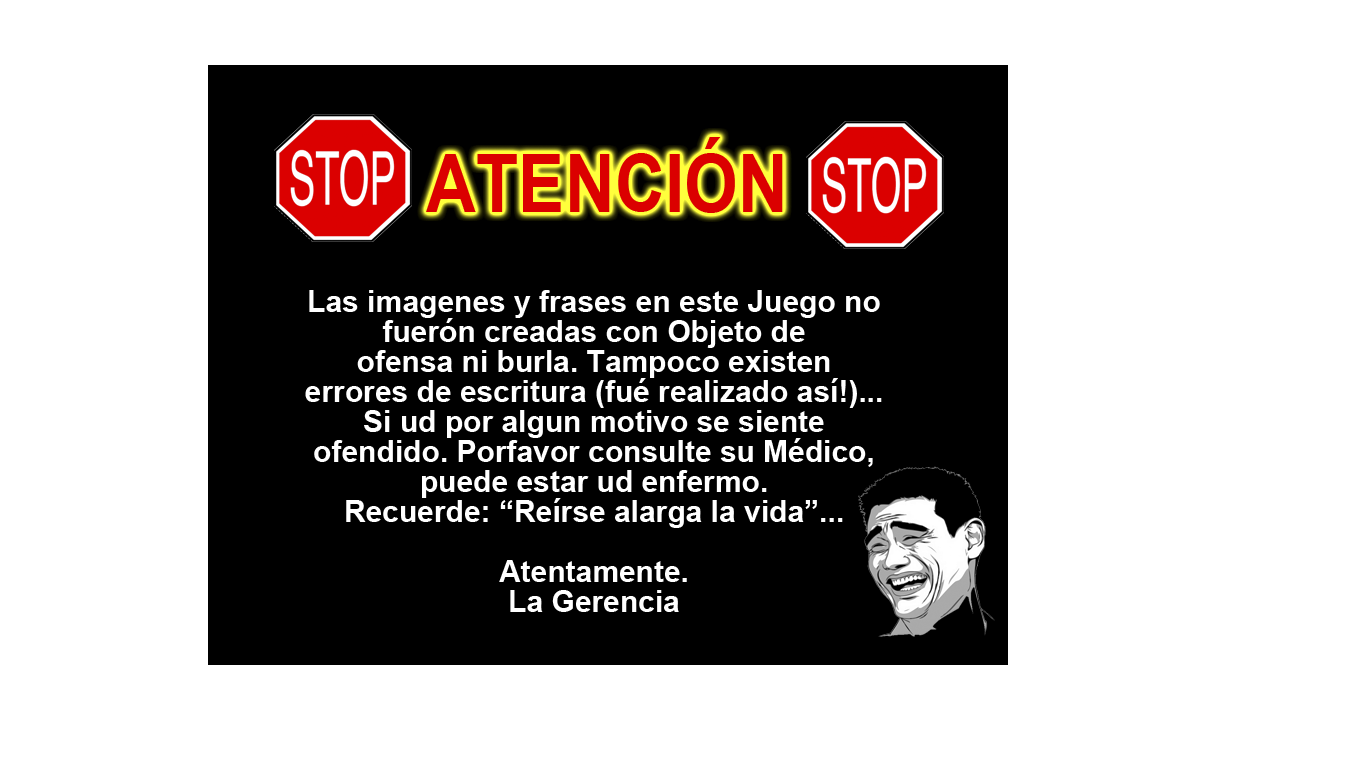 STOP ATENCIÓN STOP
Las imagenes y frases en este Juego no
fuerón creadas con Objeto de
ofensa ni burla. Tampoco existen
errores de escritura (fué realizado así!)...
Si ud por algun motivo se siente
ofendido. Porfavor consulte su Médico,
puede estar ud enfermo.
Recuerde: “Reírse alarga la vida”...
Atentamente.
La Gerencia